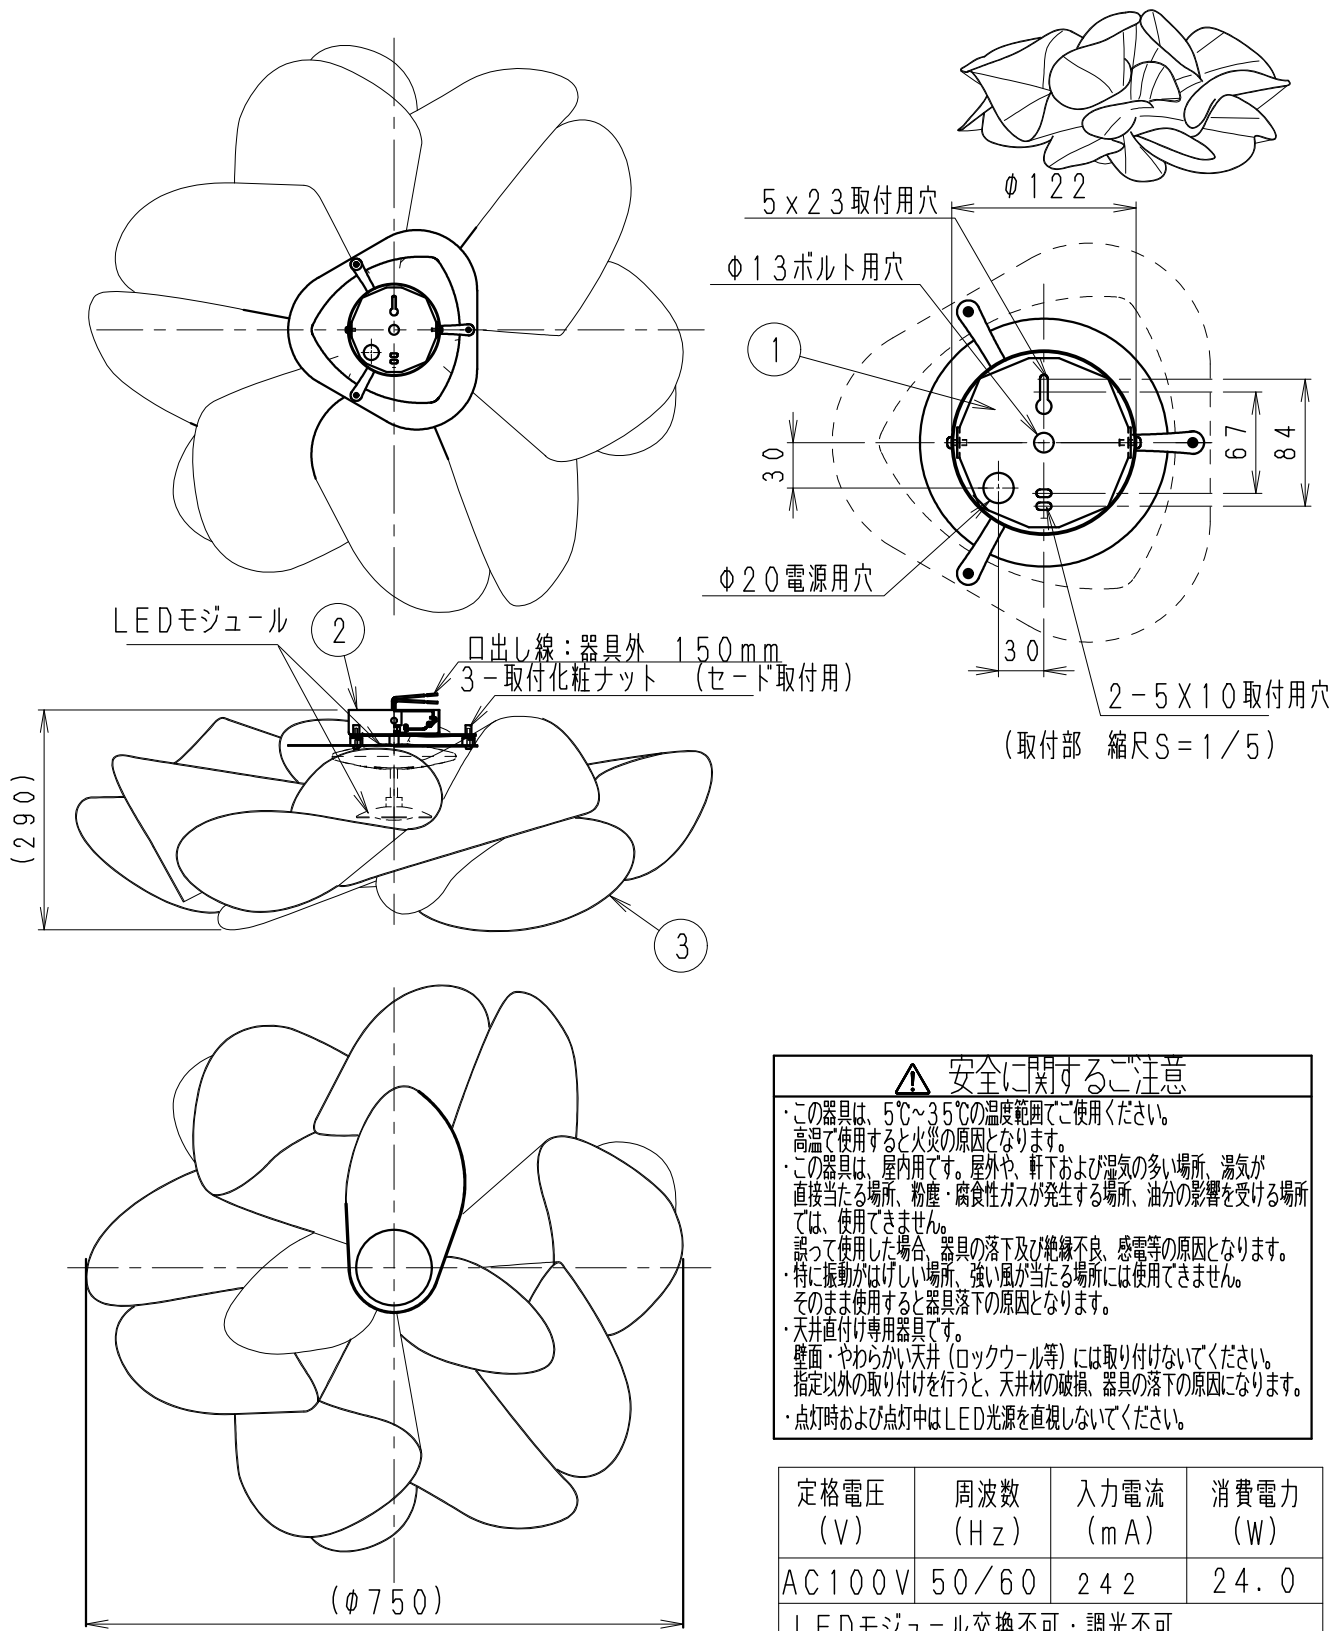 φ122
5x23取付用穴
φ13ボルト用穴
1
30
67
84
φ20電源用穴
30
2-5X10取付用穴
(取付部 縮尺S=1/5)
LEDモジュール
2
口出し線:器具外 150mm
3-取付化粧ナット (セード取付用)
(290)
3
(φ750)
⚠ 安全に関するご注意
・この器具は、5℃~35℃の温度範囲でご使用ください。
高温で使用すると火災の原因となります。
・この器具は、屋内用です。屋外や、軒下および湿気の多い場所、湯気が
直接当たる場所、粉塵・腐食性ガスが発生する場所、油分の影響を受ける場所
では、使用できません。
誤って使用した場合、器具の落下及び絶縁不良、感電等の原因となります。
・特に振動がはげしい場所、強い風が当たる場所には使用できません。
そのまま使用すると器具落下の原因となります。
・天井直付け専用器具です。
壁面・やわらかい天井(ロックウール等)には取り付けないでください。
指定以外の取り付けを行うと、天井材の破損、器具の落下の原因になります。
・点灯時および点灯中はLED光源を直視しないでください。
定格電圧 周波数 入力電流 消費電力
(V) (Hz) (mA) (W)
AC100V 50/60 242 24.0
LEDモジュール交換不可・調光不可